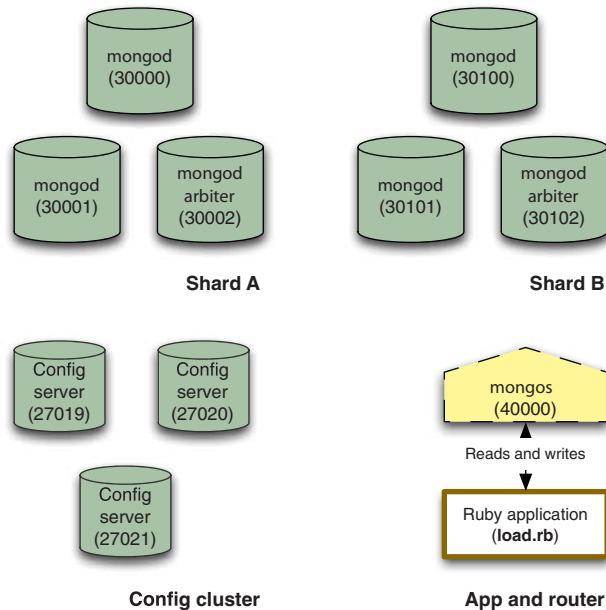 mongod
(30000)
mongod
(30001)
mongod
arbiter
(30002)
Shard A
mongod
(30100)
mongod
(30101)
mongod
arbiter
(30102)
Shard B
Config
server
(27019)
Config
server
(27020)
Config
server
(27021)
Config cluster
mongos
(40000)
Reads and writes
Ruby application
(load.rb)
App and router